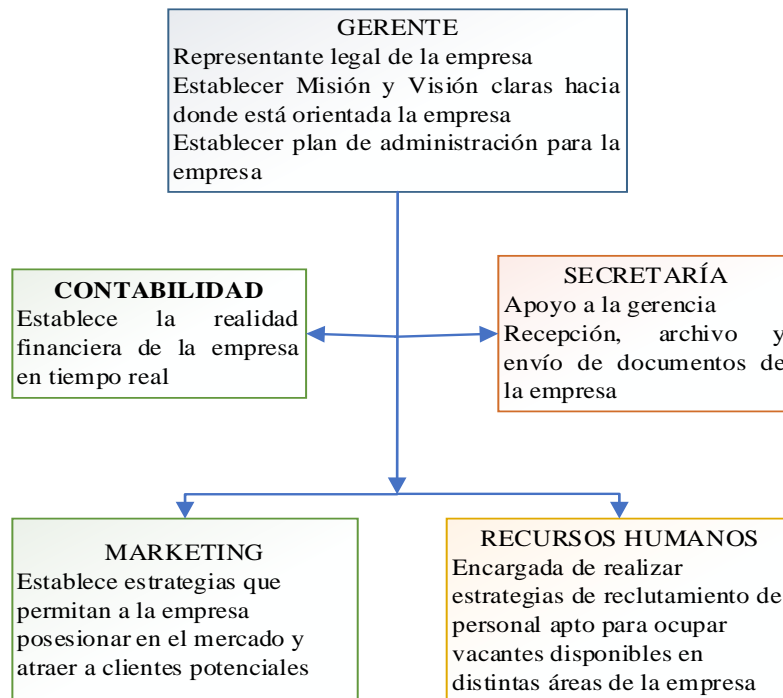 GERENTE
Representante legal de la empresa
Establecer Misión y Visión claras hacia
donde está orientada la empresa
Establecer plan de administración para la
empresa
CONTABILIDAD
Establece la realidad
financiera de la empresa
en tiempo real
SECRETARÍA
Apoyo a la gerencia
Recepción, archivo y
envío de documentos de
la empresa
MARKETING
Establece estrategias que
permitan a la empresa
posesionar en el mercado y
atraer a clientes potenciales
RECURSOS HUMANOS
Encargada de realizar
estrategias de reclutamiento de
personal apto para ocupar
vacantes disponibles en
distintas áreas de la empresa